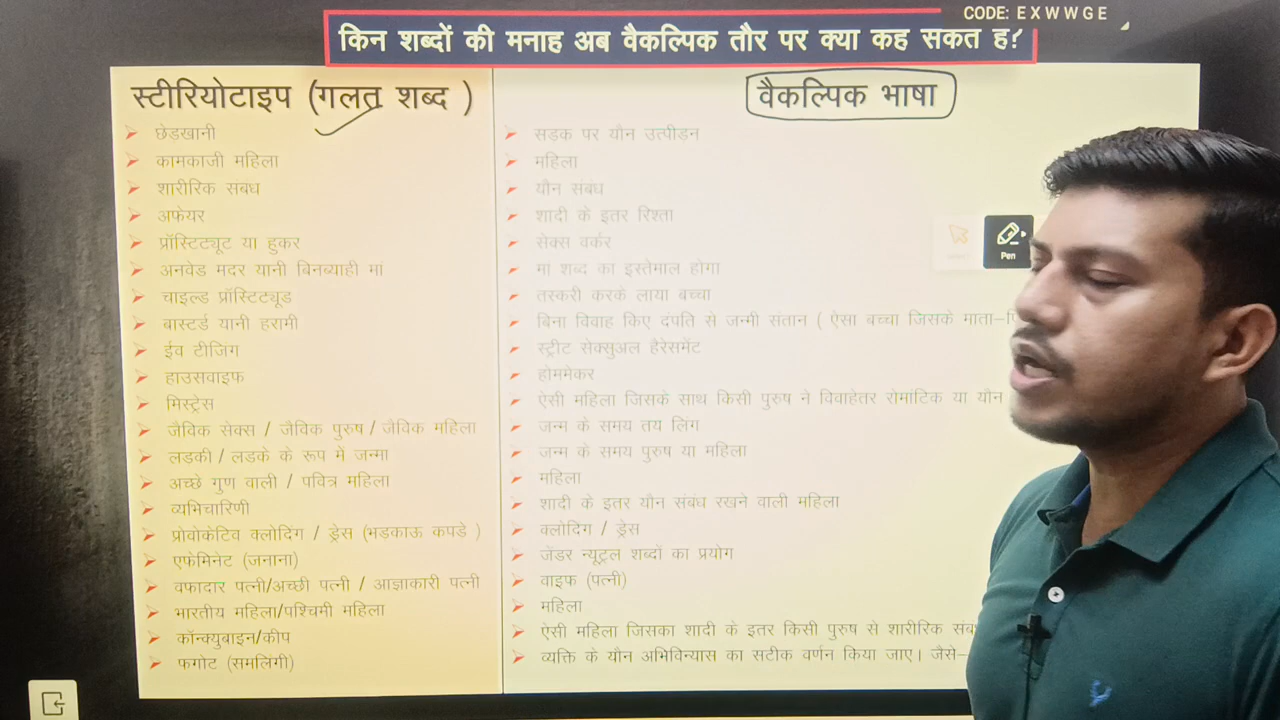 CODE: E X W W G E
किन शब्दों की मनाह अब वैकल्पिक तौर पर क्या कह सकत ह?
स्टीरियोटाइप (गलत शब्द )
वैकल्पिक भाषा
छेडखानी
सडक पर यौन उत्पीडन
कामकाजी महिला
महिला
शारीरिक संबंध
यौन संबंध
अफेयर
शादी के इतर रिश्ता
प्रॉस्टिट्यूट या हुकर
सेक्स वर्कर
अनवेड मदर यानी बिनब्याही मां
मां शब्द का इस्तेमाल होगा
चाइल्ड प्रॉस्टिट्यूड
तस्करी करके लाया बच्चा
बास्टर्ड यानी हरामी
बिना विवाह किए दंपति से जन्मी संतान ( ऐसा बच्चा जिसके माता–
ईव टीजिंग
स्ट्रीट सेक्सुअल हैरेसमेंट
हाउसवाइफ
होममेकर
मिस्ट्रेस
ऐसी महिला जिसके साथ किसी पुरुष ने विवाहेतर रोमांटिक या यौन
जैविक सेक्स / जैविक पुरुष / जैविक महिला
जन्म के समय तय लिंग
लडकी / लडके के रूप में जन्मा
जन्म के समय पुरुष या महिला
अच्छे गुण वाली / पवित्र महिला
महिला
व्यभिचारिणी
शादी के इतर यौन संबंध रखने वाली महिला
प्रोवोकेटिव क्लोदिंग / ड्रेस (भडकाऊ कपडे )
क्लोदिंग / ड्रेस
एफेमिनेट (जनाना)
जेंडर न्यूट्रल शब्दों का प्रयोग
वफादार पत्नी/अच्छी पत्नी / आज्ञाकारी पत्नी
वाइफ (पत्नी)
भारतीय महिला/पश्चिमी महिला
महिला
कॉन्क्युबाइन/कीप
ऐसी महिला जिसका शादी के इतर किसी पुरुष से शारीरिक
फगोट (समलिंगी)
व्यक्ति के यौन अभिविन्यास का सटीक वर्णन किया जाए। जैसे–
Pen